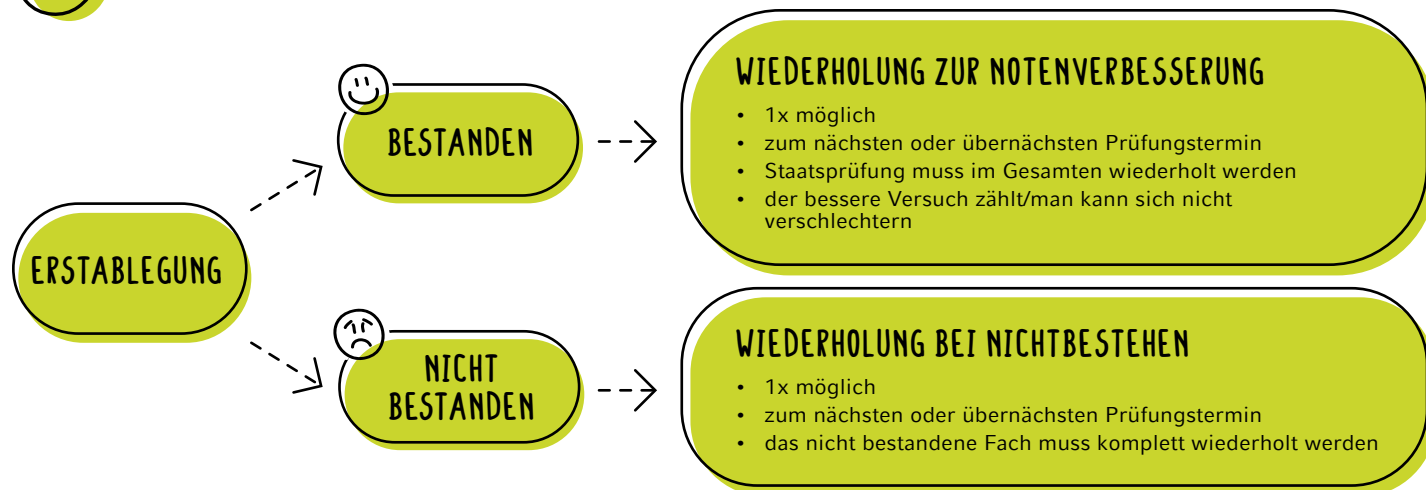 ERSTABLEGUNG
BESTANDEN
WIEDERHOLUNG ZUR NOTENVERBESSERUNG
• 1x möglich
• zum nächsten oder übernächsten Prüfungstermin
• Staatsprüfung muss im Gesamten wiederholt werden
• der bessere Versuch zählt/man kann sich nicht
verschlechtern
NICHT
BESTANDEN
WIEDERHOLUNG BEI NICHTBESTEHEN
• 1x möglich
• zum nächsten oder übernächsten Prüfungstermin
• das nicht bestandene Fach muss komplett wiederholt werden